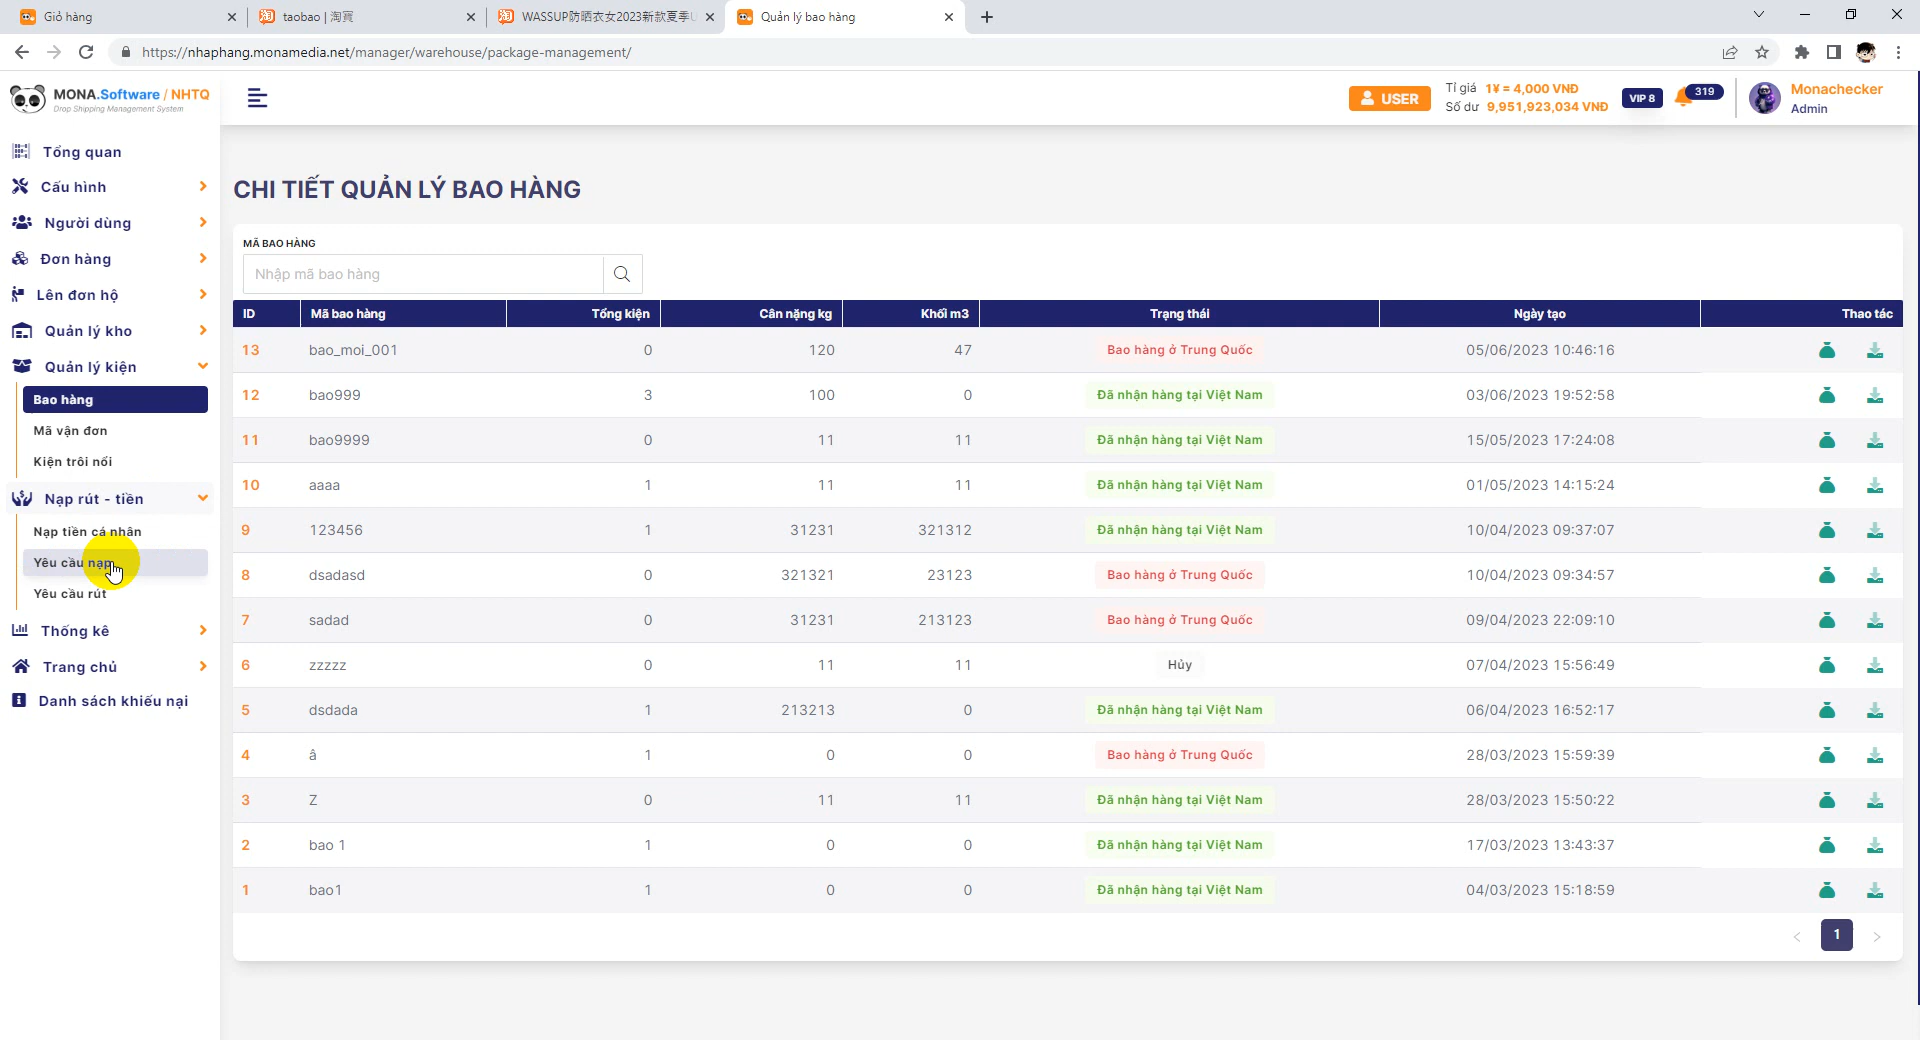 Giỏ hàng
taobao | 淘寶
WASSUP防晒衣女2023新款夏季U
Quản lý bao hàng
https://nhaphang.monamedia.net/manager/warehouse/package-management/
MONA.Software / NHTQ
Drop Shipping Management System
USER
Tỉ giá 1¥ = 4,000 VNĐ
Số dư 9,951,923,034 VNĐ
VIP 8
319
Monachecker
Admin
Tổng quan
Cấu hình
Người dùng
Đơn hàng
Lên đơn hộ
Quản lý kho
Quản lý kiện
Bao hàng
Mã vận đơn
Kiện trôi nổi
Nạp rút - tiền
Nạp tiền cá nhân
Yêu cầu nạp
Yêu cầu rút
Thống kê
Trang chủ
Danh sách khiếu nại
CHI TIẾT QUẢN LÝ BAO HÀNG
MÃ BAO HÀNG
Nhập mã bao hàng
ID Mã bao hàng Tổng kiện Cân nặng kg Khối m3 Trạng thái Ngày tạo Thao tác
13 bao_moi_001 0 120 47 Bao hàng ở Trung Quốc 05/06/2023 10:46:16
12 bao999 3 100 0 Đã nhận hàng tại Việt Nam 03/06/2023 19:52:58
11 bao9999 0 11 11 Đã nhận hàng tại Việt Nam 15/05/2023 17:24:08
10 aaaa 1 11 11 Đã nhận hàng tại Việt Nam 01/05/2023 14:15:24
9 123456 1 31231 321312 Đã nhận hàng tại Việt Nam 10/04/2023 09:37:07
8 dsadasd 0 321321 23123 Bao hàng ở Trung Quốc 10/04/2023 09:34:57
7 sadad 0 31231 213123 Bao hàng ở Trung Quốc 09/04/2023 22:09:10
6 zzzzz 0 11 11 Hủy 07/04/2023 15:56:49
5 dsdada 1 213213 0 Đã nhận hàng tại Việt Nam 06/04/2023 16:52:17
4 â 1 0 0 Bao hàng ở Trung Quốc 28/03/2023 15:59:39
3 Z 0 11 11 Đã nhận hàng tại Việt Nam 28/03/2023 15:50:22
2 bao 1 1 0 0 Đã nhận hàng tại Việt Nam 17/03/2023 13:43:37
1 bao1 1 0 0 Đã nhận hàng tại Việt Nam 04/03/2023 15:18:59
1